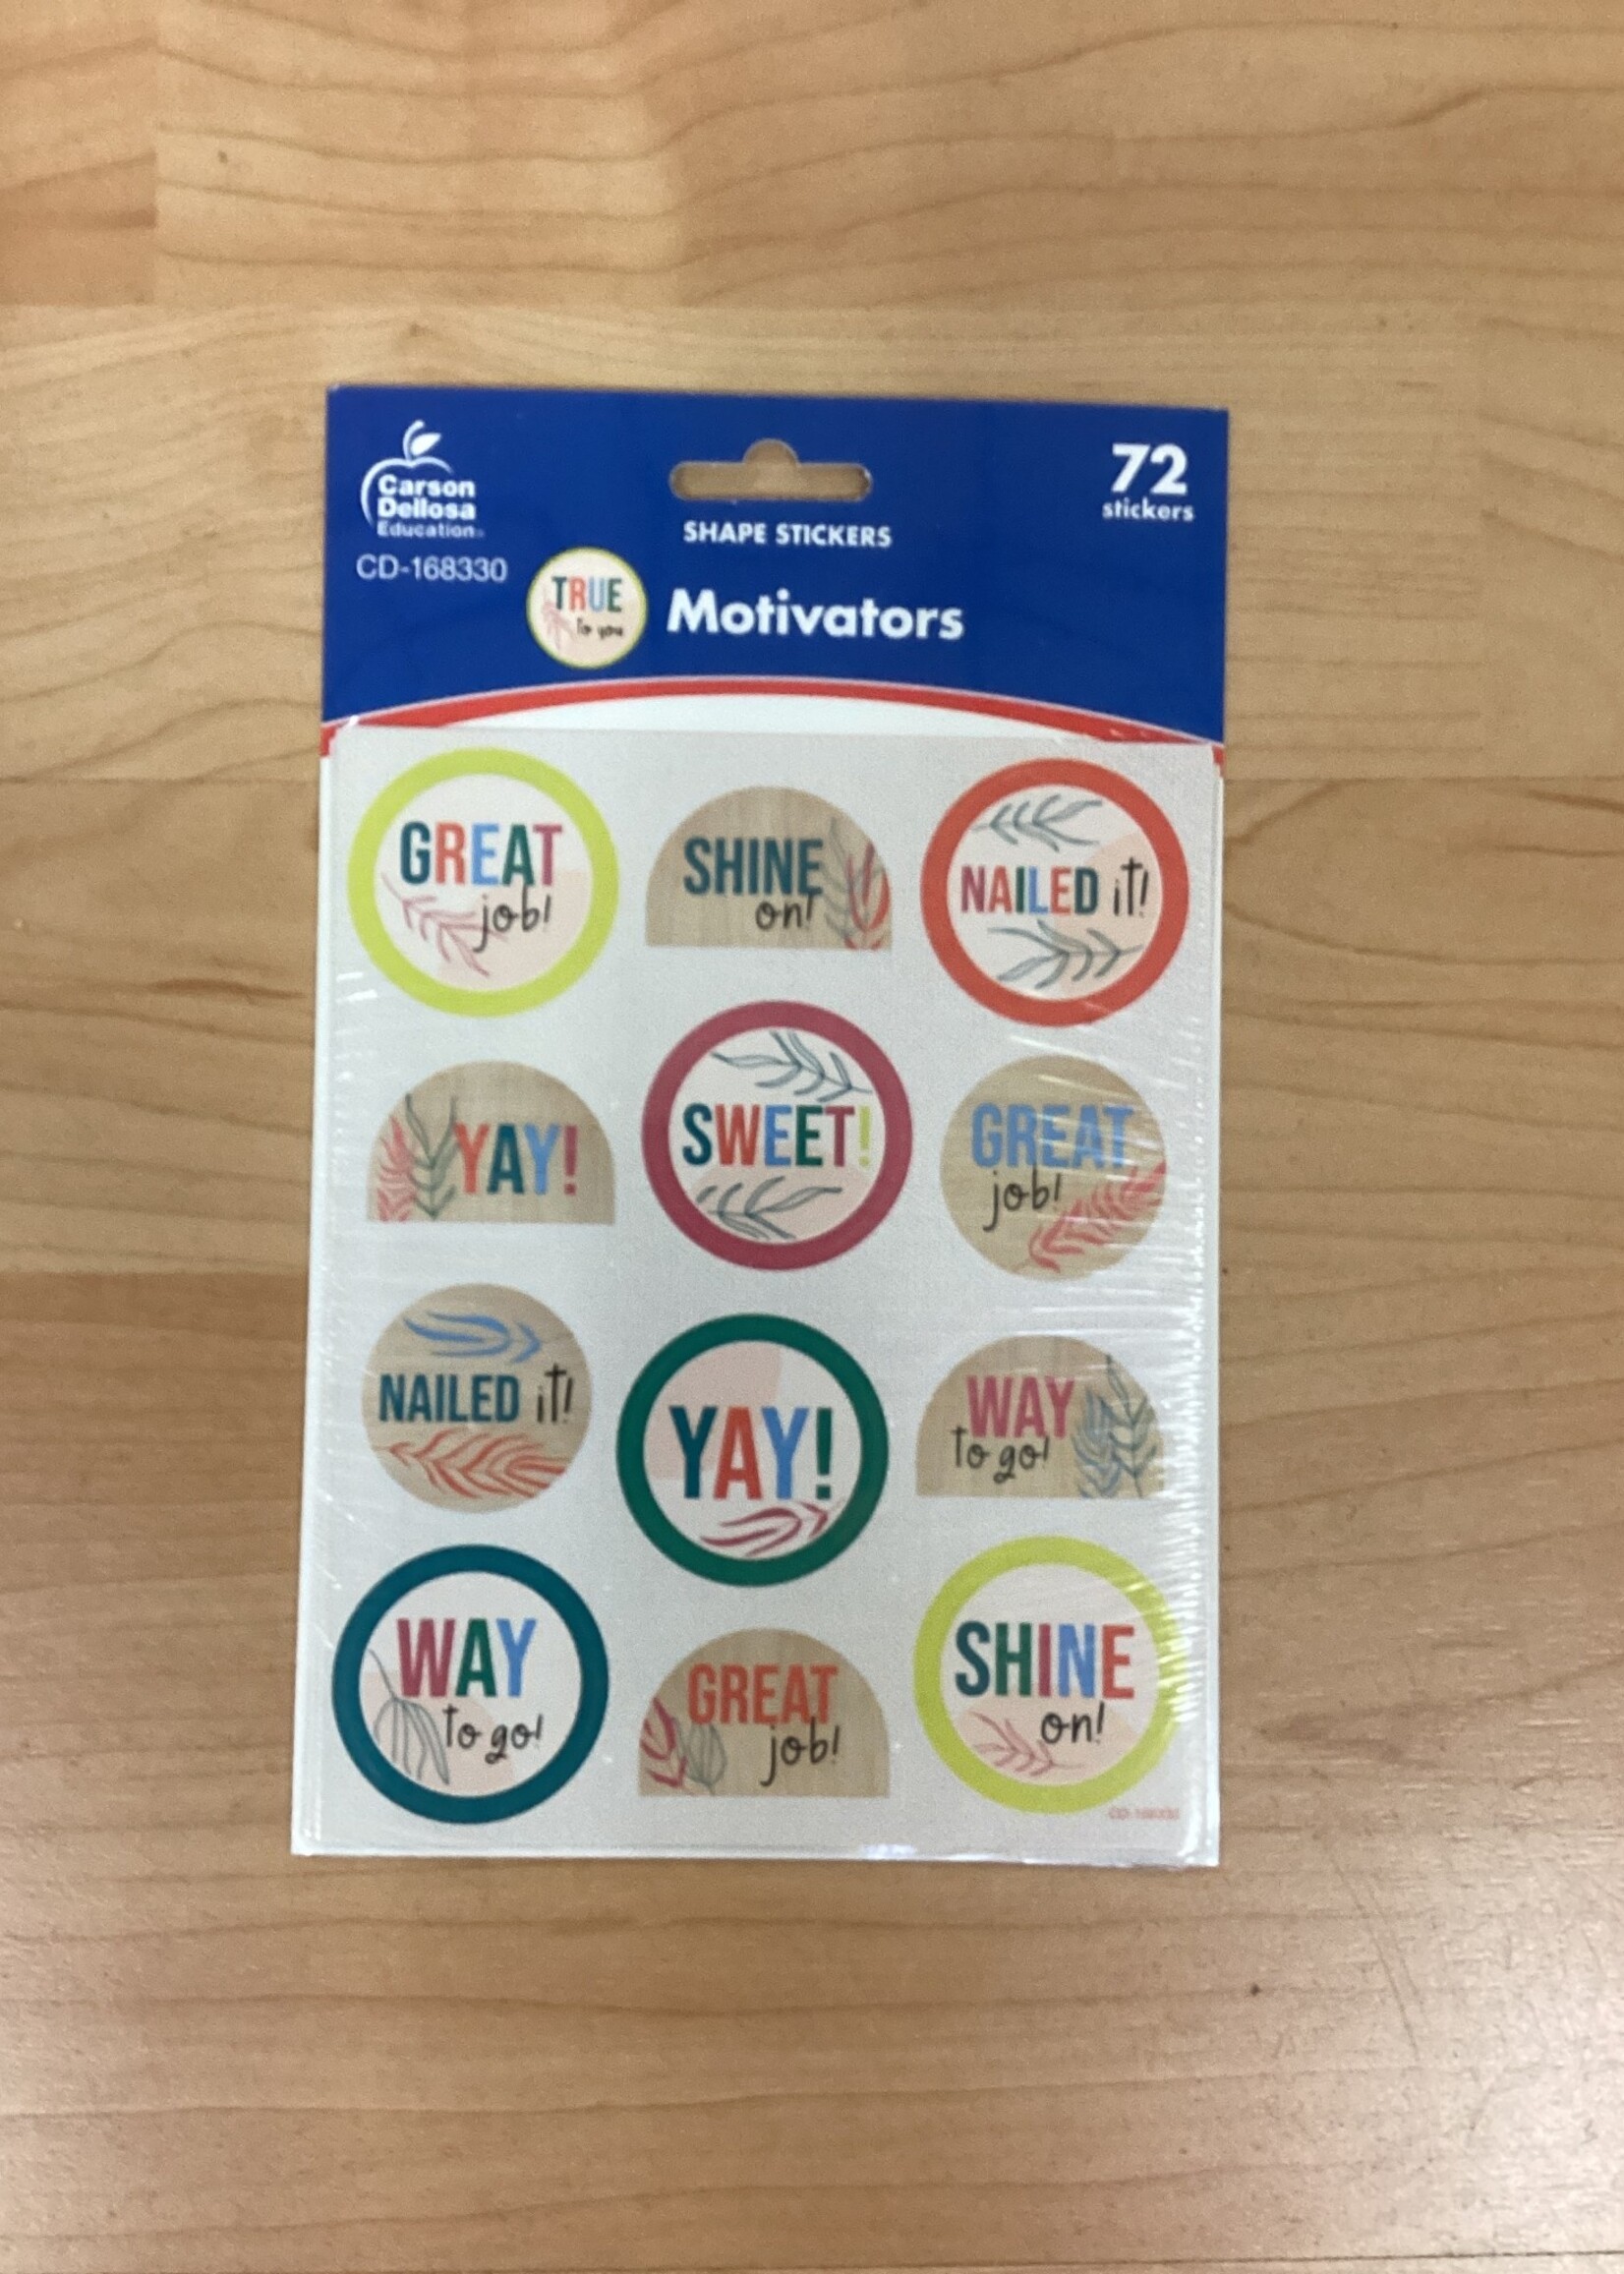 Carson
Dellosa
Education
CD-168330
72
stickers
SHAPE STICKERS
TRUE
to you
Motivators
GREAT
job!
SHINE
on!
NAILED it!
YAY!
SWEET!
GREAT
job!
NAILED it!
YAY!
WAY
to go!
WAY
to go!
GREAT
job!
SHINE
on!